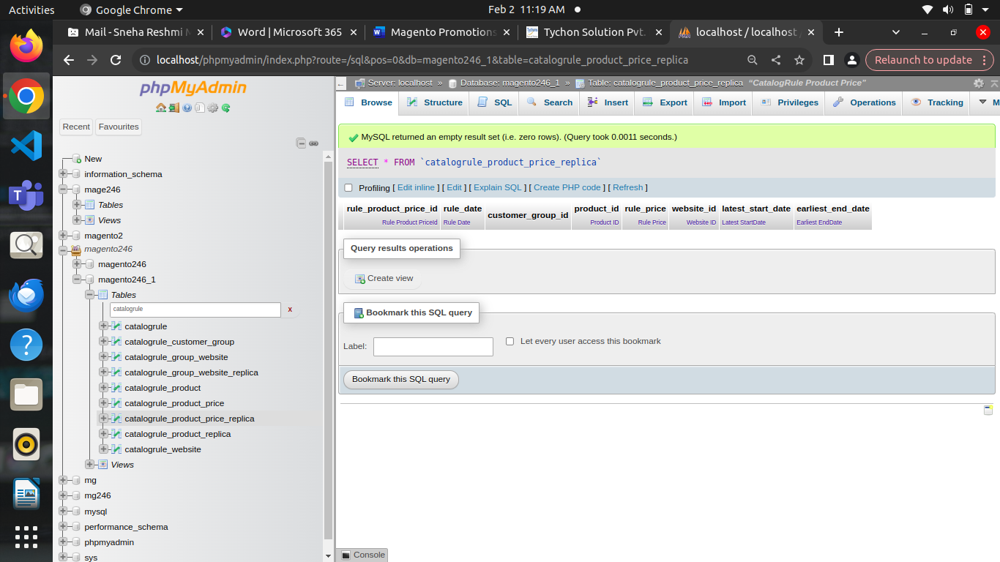 Activities
Google Chrome
Feb 2 11:19 AM
Mail - Sneha Reshmi M
Word | Microsoft 365
Magento Promotions
Tychon Solution Pvt.
localhost / localhost
localhost/phpmyadmin/index.php?route=/sql&pos=0&db=magento246_1&table=catalogrule_product_price_replica
Relaunch to update
phpMyAdmin
Recent
Favourites
New
information_schema
mage246
Tables
Views
magento2
magento246
magento246
magento246_1
Tables
catalogrule
x
catalogrule
catalogrule_customer_group
catalogrule_group_website
catalogrule_group_website_replica
catalogrule_product
catalogrule_product_price
catalogrule_product_price_replica
catalogrule_product_replica
catalogrule_website
Views
mg
mg246
mysql
performance_schema
phpmyadmin
sys
Server: localhost » Database: magento246_1 » Table: catalogrule_product_price_replica “CatalogRule Product Price”
Browse Structure SQL Search Insert Export Import Privileges Operations Tracking M
MySQL returned an empty result set (i.e. zero rows). (Query took 0.0011 seconds.)
SELECT * FROM `catalogrule_product_price_replica`
Profiling [ Edit inline ] [ Edit ] [ Explain SQL ] [ Create PHP code ] [ Refresh ]
rule_product_price_id rule_date customer_group_id product_id rule_price website_id latest_start_date earliest_end_date
Rule Product PriceId Rule Date Product ID Rule Price Website ID Latest StartDate Earliest EndDate
Query results operations
Create view
Bookmark this SQL query
Label:
Let every user access this bookmark
Bookmark this SQL query
Console